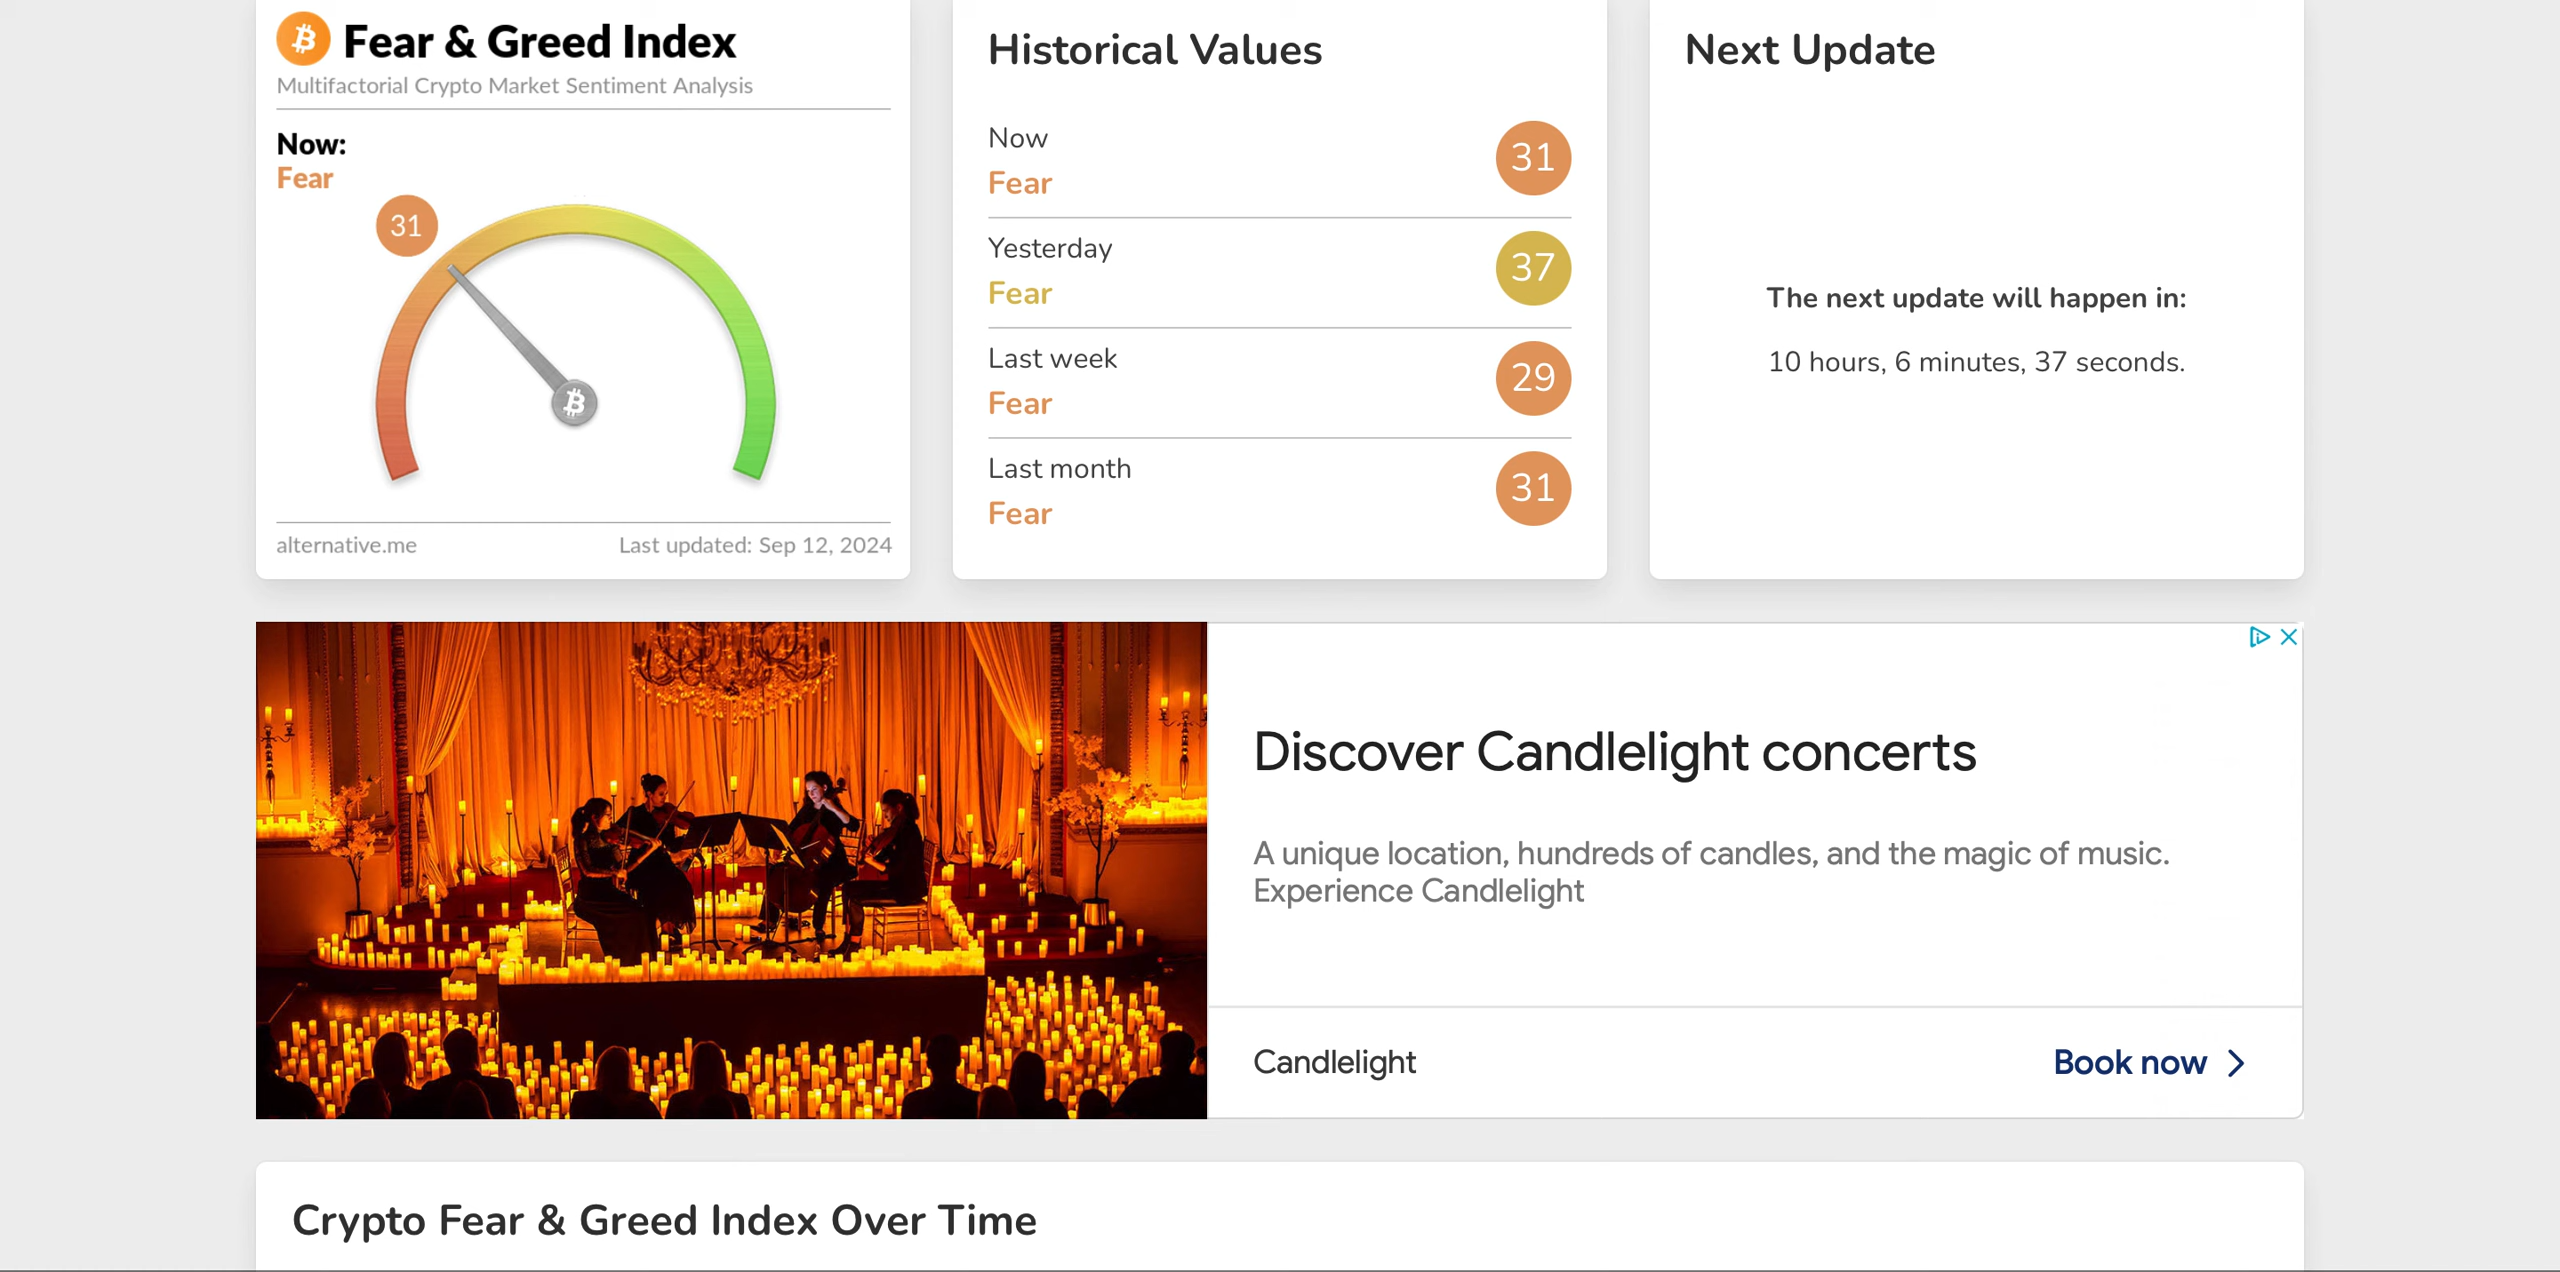 Fear & Greed Index
Multifactorial Crypto Market Sentiment Analysis
Now:
Fear
31
alternative.me
Last updated: Sep 12, 2024
Historical Values
Now
Fear
31
Yesterday
Fear
37
Last week
Fear
29
Last month
Fear
31
Next Update
The next update will happen in:
10 hours, 6 minutes, 37 seconds.
Discover Candlelight concerts
A unique location, hundreds of candles, and the magic of music.
Experience Candlelight
Candlelight
Book now
Crypto Fear & Greed Index Over Time